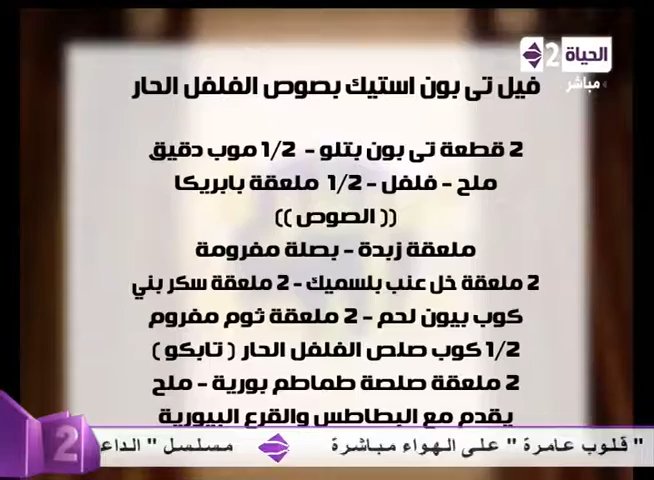 الحياة 2
مباشر
فيل تى بون استيك بصوص الفلفل الحار
2 قطعة تى بون بتلو - 1/2 موب دقيق
ملح - فلفل - 1/2 ملعقة بابريكا
(( الصوص ))
ملعقة زبدة - بصلة مفرومة
2 ملعقة خل عنب بلسميك - 2 ملعقة سكر بني
كوب بيون لحم - 2 ملعقة ثوم مفروم
1/2 كوب صلص الفلفل الحار ( تابكو )
2 ملعقة صلصة طماطم بورية - ملح
يقدم مع البطاطس والقرع البيورية
" قلوب عامرة " على الهواء مباشرة مسلسل " الداع
2